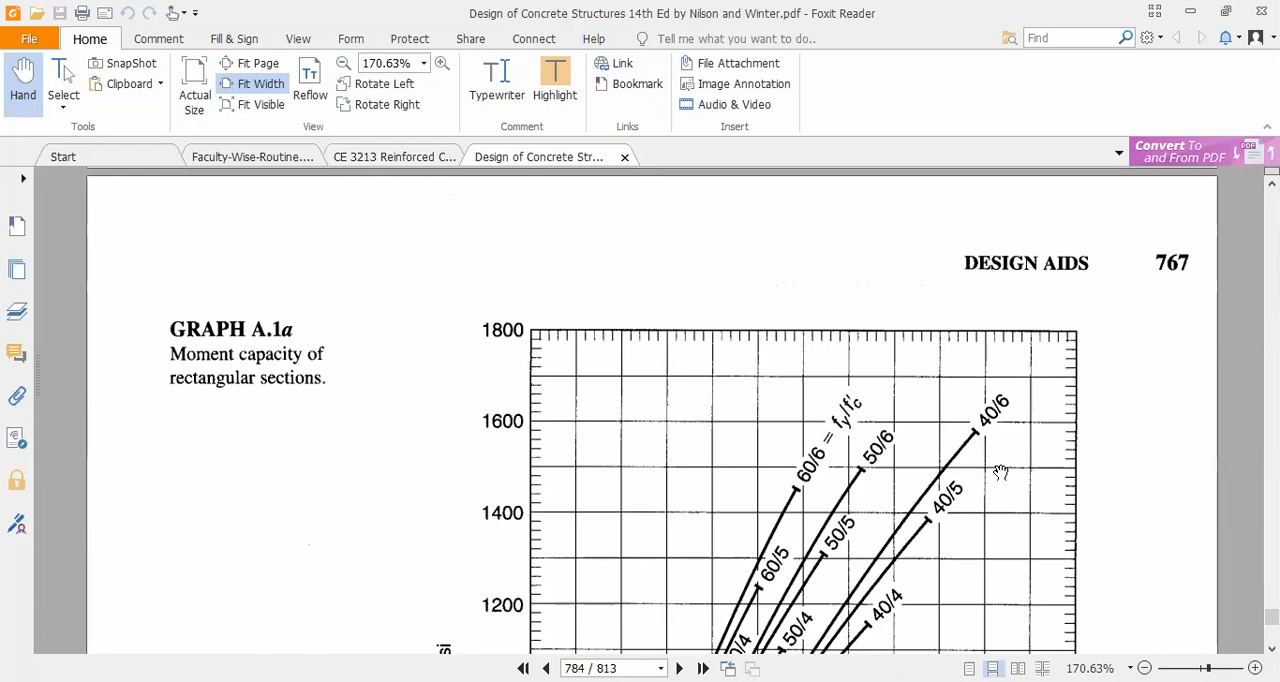 Design of Concrete Structures 14th Ed by Nilson and Winter.pdf - Foxit Reader
File Home Comment Fill & Sign View Form Protect Share Connect Help Tell me what you want to do.. Find
SnapShot Fit Page 170.63% Link File Attachment
Clipboard Fit Width Rotate Left Bookmark Image Annotation
Hand Select Actual Size Fit Visible Reflow Rotate Right Typewriter Highlight Audio & Video
Tools View Comment Links Insert
Start Faculty-Wise-Routine.... CE 3213 Reinforced C... Design of Concrete Str... Convert To
and From PDF
PDF
DESIGN AIDS 767
GRAPH A.1a
Moment capacity of
rectangular sections.
1800
1600
1400
1200
60/6 = fy/f'c
50/6
40/6
40/5
50/5
60/5
40/4
50/4
0/4
si
784 / 813 170.63%